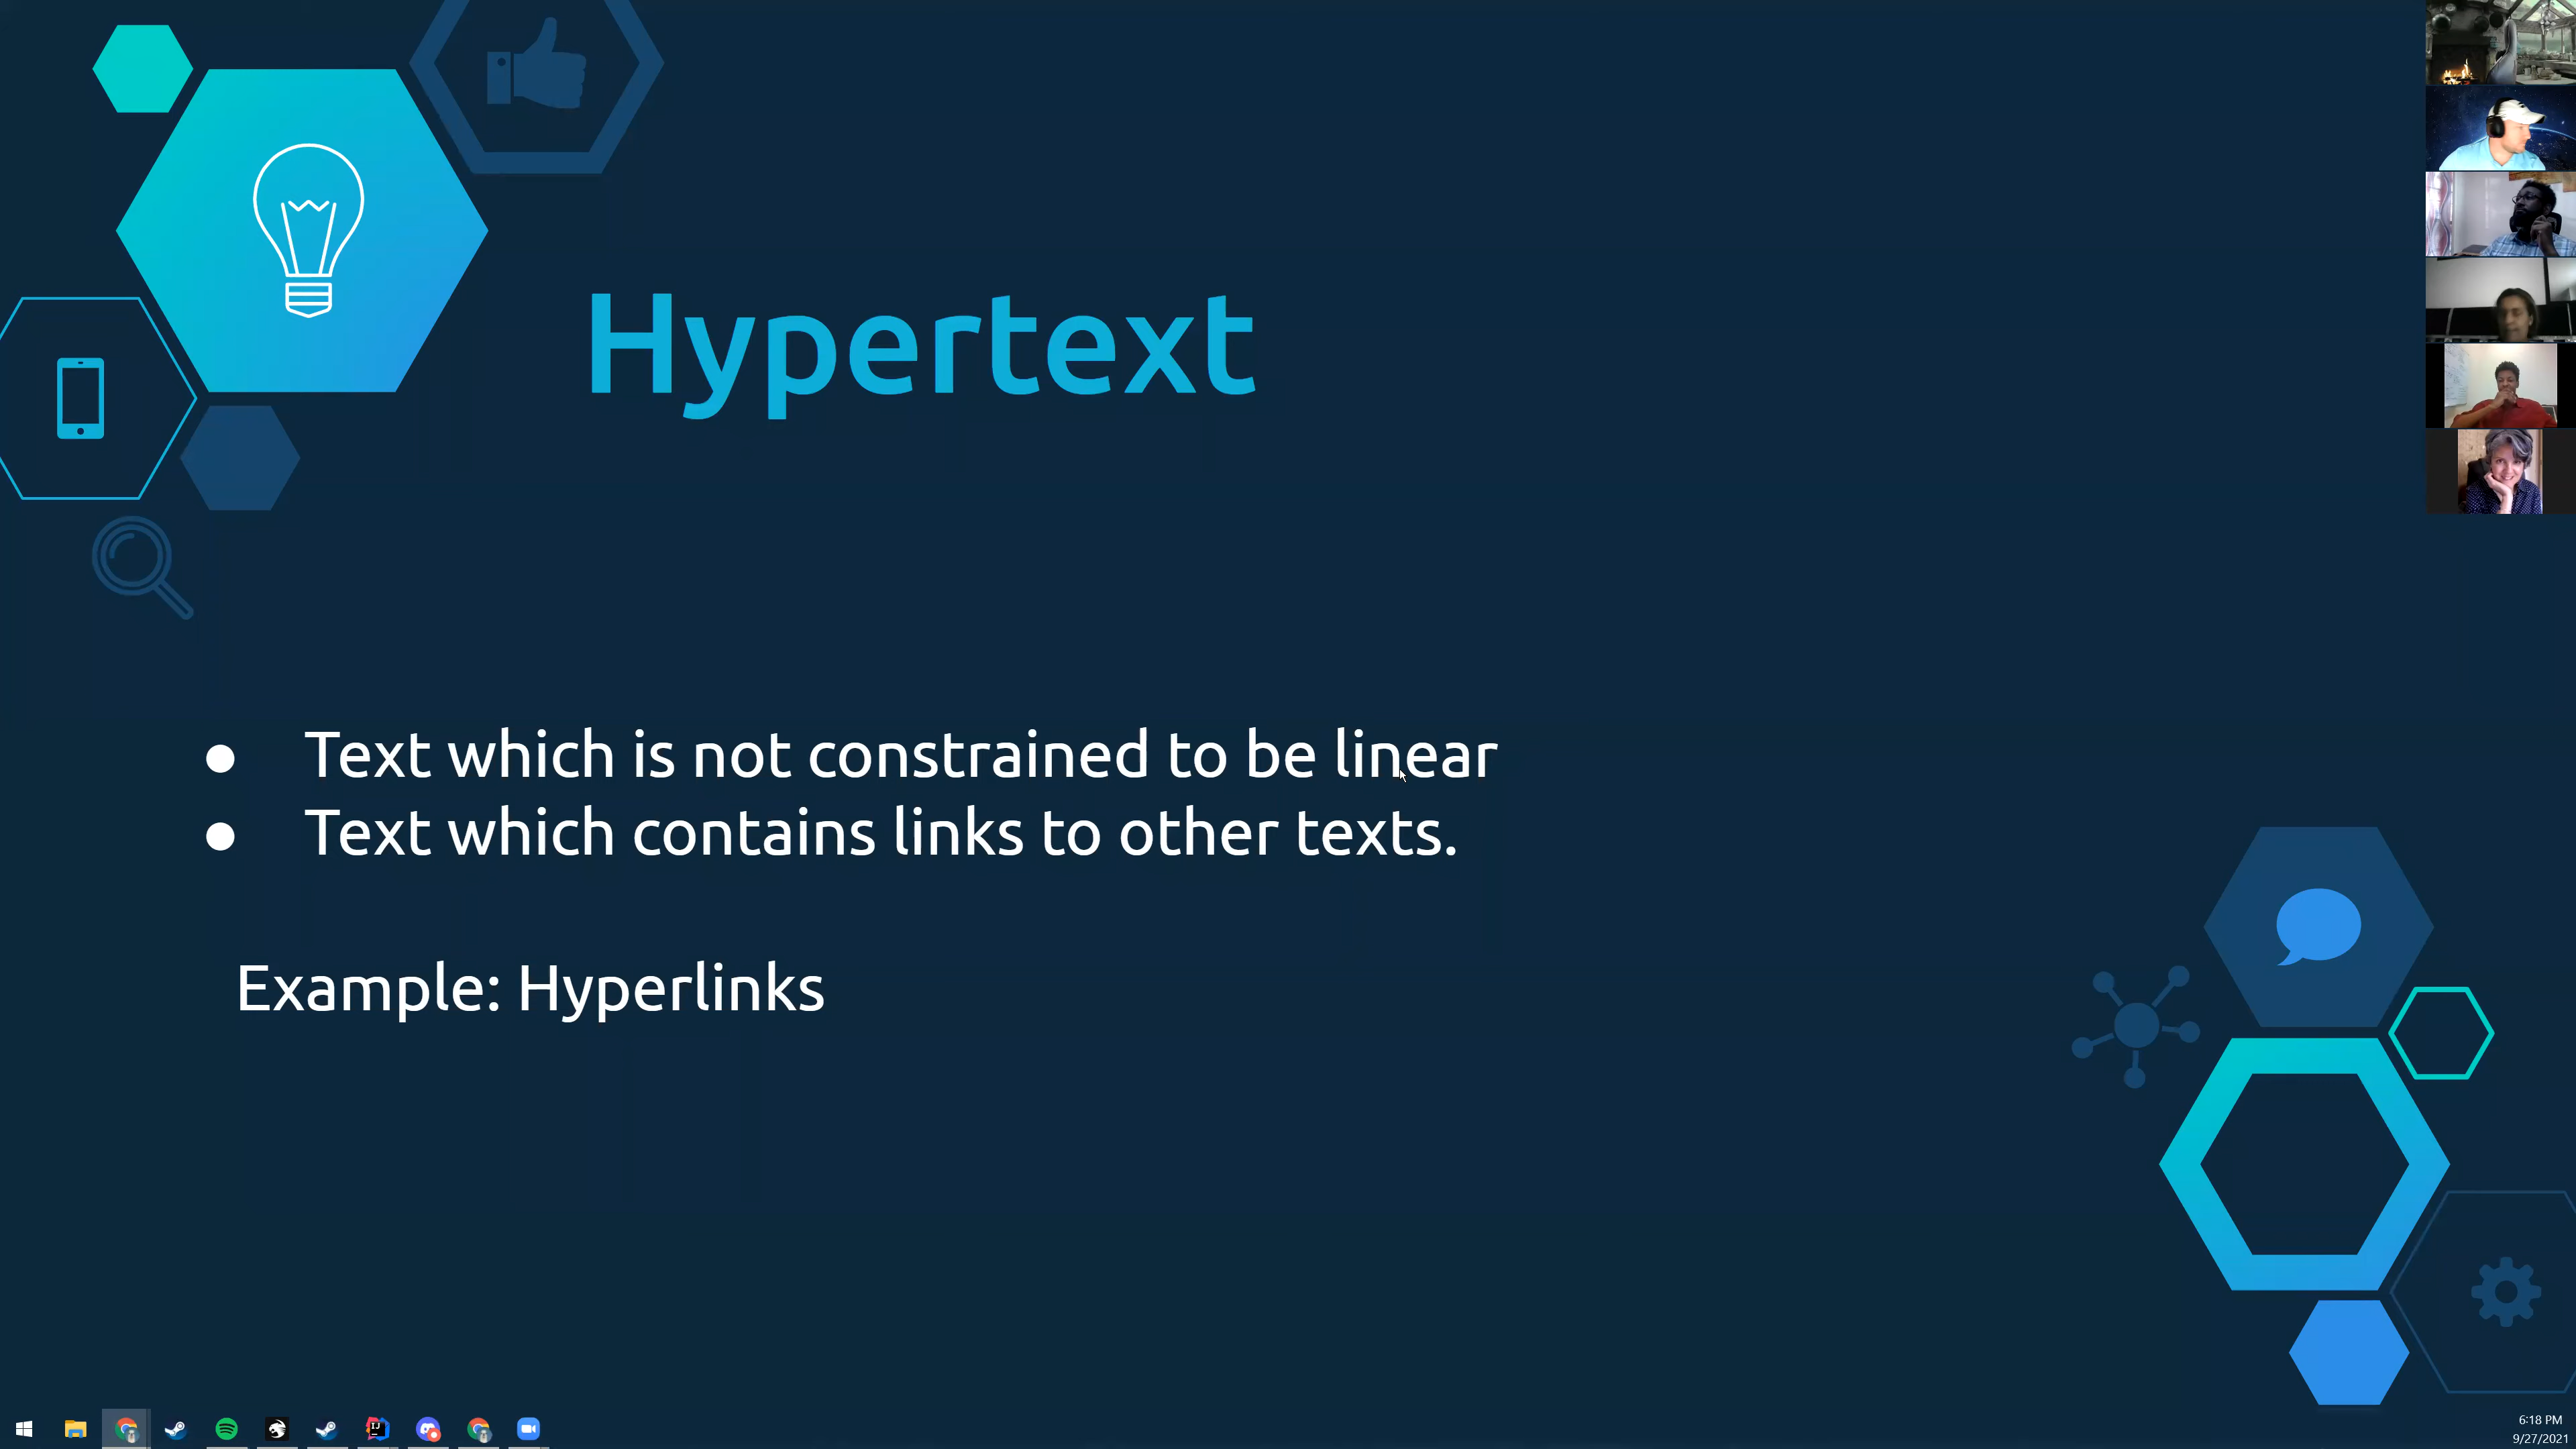 Hypertext
● Text which is not constrained to be linear
● Text which contains links to other texts.
Example: Hyperlinks
6:18 PM
9/27/2021